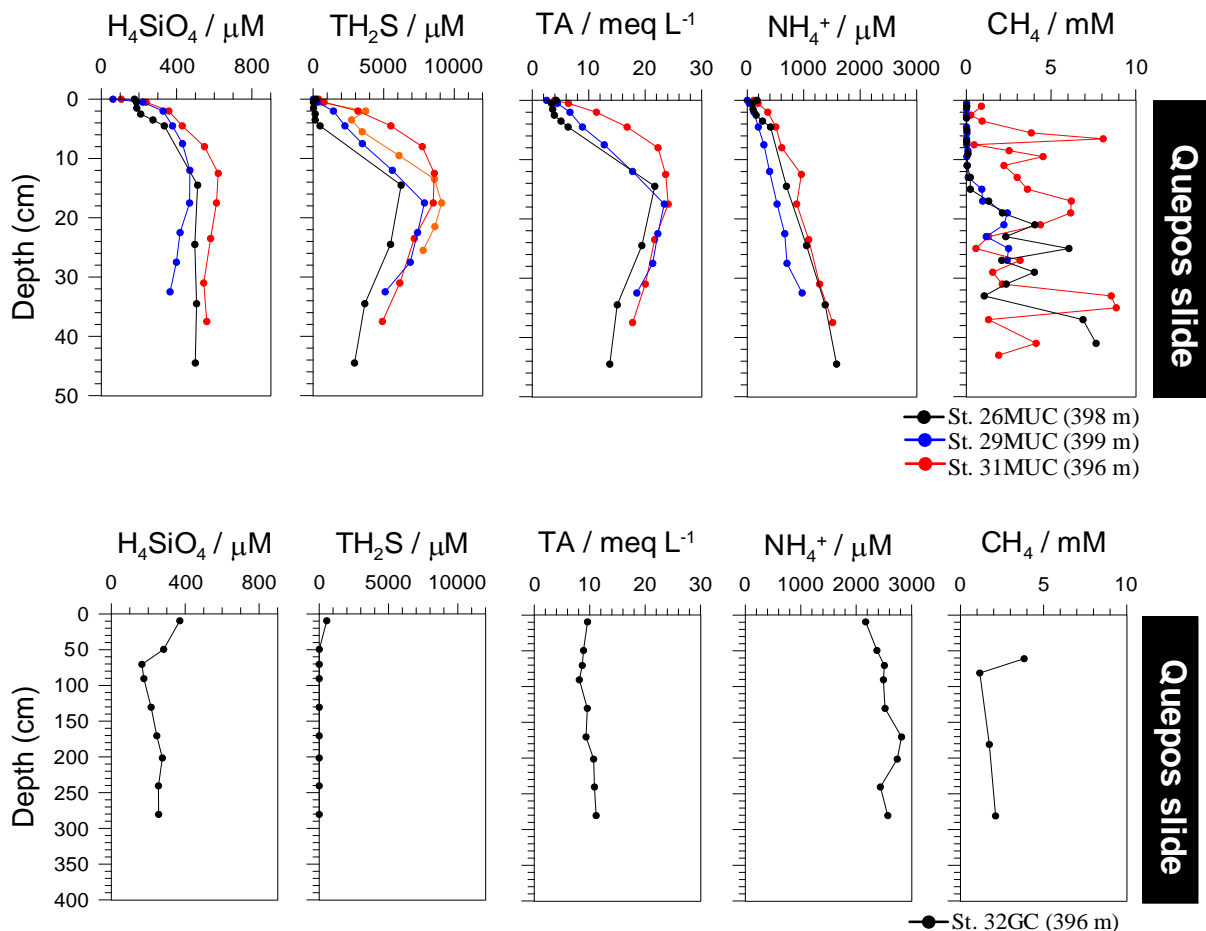 H₄SiO₄ / μM TH₂S / μM TA / meq L⁻¹ NH₄⁺ / μM CH₄ / mM
0 400 800 0 5000 10000 0 10 20 30 0 1000 2000 3000 0 5 10
0
10
20
30
40
50
Depth (cm)
Quepos slide
St. 26MUC (398 m)
St. 29MUC (399 m)
St. 31MUC (396 m)
H₄SiO₄ / μM TH₂S / μM TA / meq L⁻¹ NH₄⁺ / μM CH₄ / mM
0 400 800 0 5000 10000 0 10 20 30 0 1000 2000 3000 0 5 10
0
50
100
150
200
250
300
350
400
Depth (cm)
Quepos slide
St. 32GC (396 m)